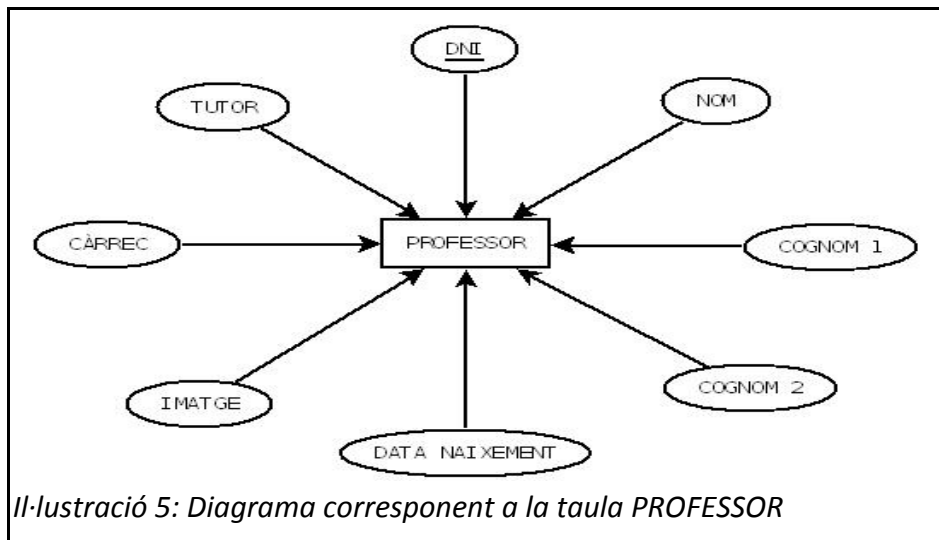 DNI
TUTOR
NOM
CÀRREC
PROFESSOR
COGNOM 1
IMATGE
COGNOM 2
DATA NAIXEMENT
Il·lustració 5: Diagrama corresponent a la taula PROFESSOR